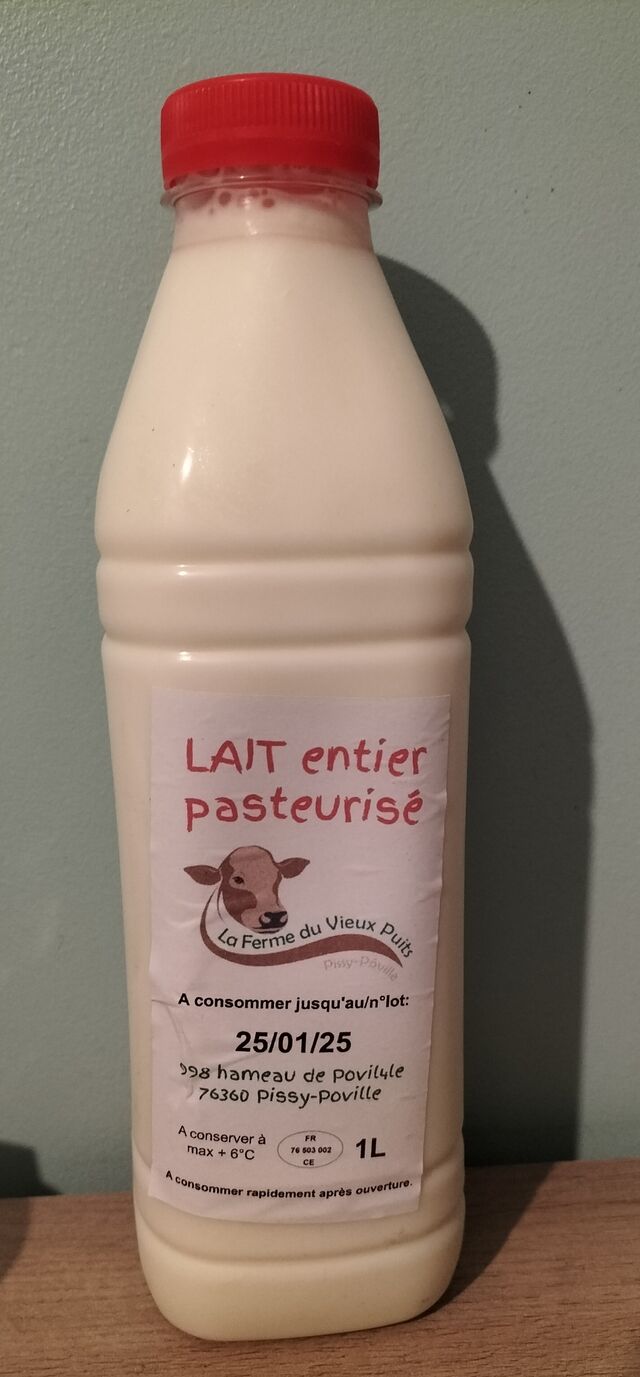 LAIT entier
pasteurisé
La Ferme du Vieux Puits
Pissy-Pôville
A consommer jusqu'au/n°lot:
25/01/25
998 hameau de Povil4le
76360 Pissy-Poville
A conserver à
max + 6°C
FR
76 503 002
CE
1L
A consommer rapidement après ouverture.